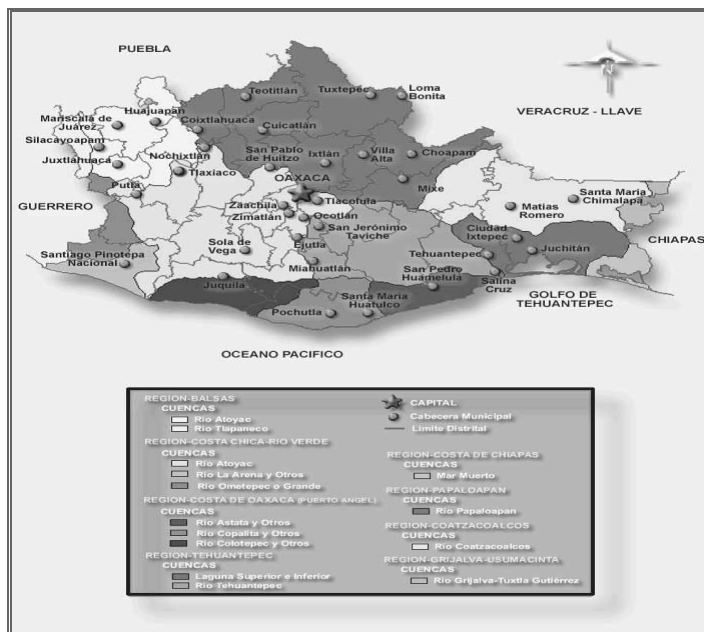 PUEBLA
N
Teotitlán
Tuxtepec
Loma
Bonita
VERACRUZ - LLAVE
Huajuapán
Mariscala de
Juárez
Coixtlahuaca
Cuicatlán
Silacayoapam
Juxtlahuaca
Nochixtlán
San Pablo
de Huitzo
Ixtlán
Villa
Alta
Choapam
Tlaxiaco
OAXACA
Putla
Mixe
Tlacolula
Santa Maria
Chimalapa
GUERRERO
Zaachila
Zimatlán
Ocotlán
Matías
Romero
San Jerónimo
Taviche
Ciudad
Ixtepec
CHIAPAS
Ejutla
Sola de
Vega
Santiago Pinotepa
Nacional
Tehuantepec
Juchitán
Miahuatlán
San Pedro
Huamelula
Juquila
Salina
Cruz
GOLFO DE
TEHUANTEPEC
Santa María
Huatulco
Pochutla
OCEANO PACIFICO
REGION-BALSAS
CUENCAS
Río Atoyac
Río Tlapaneco
REGION-COSTA CHICA-RIO VERDE
CUENCAS
Río Atoyac
Río La Arena y Otros
Río Ometepec o Grande
REGION-COSTA DE OAXACA (PUERTO ANGEL)
CUENCAS
Río Astata y Otros
Río Copalita y Otros
Río Colotepec y Otros
REGION-TEHUANTEPEC
CUENCAS
Laguna Superior e Inferior
Río Tehuantepec
CAPITAL
Cabecera Municipal
Límite Distrital
REGION-COSTA DE CHIAPAS
CUENCAS
Mar Muerto
REGION-PAPALOAPAN
CUENCAS
Río Papaloapan
REGION-COATZACOALCOS
CUENCAS
Río Coatzacoalcos
REGION-GRIJALVA-USUMACINTA
CUENCAS
Río Grijalva-Tuxtla Gutiérrez